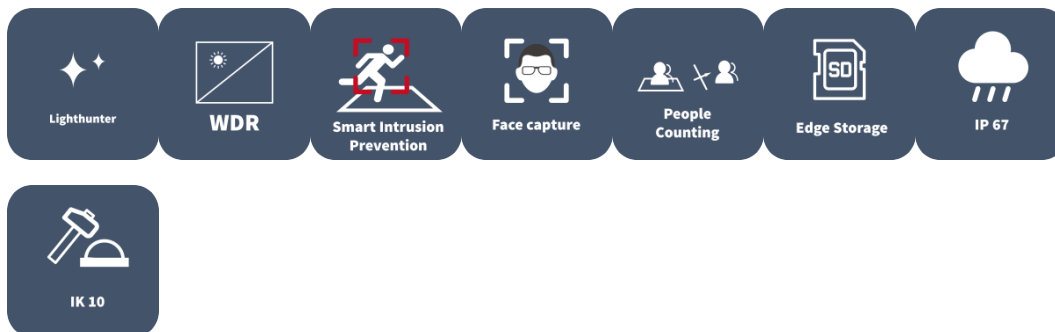 Lighthunter
WDR
Smart Intrusion
Prevention
Face capture
People
Counting
SD
Edge Storage
IP 67
IK 10